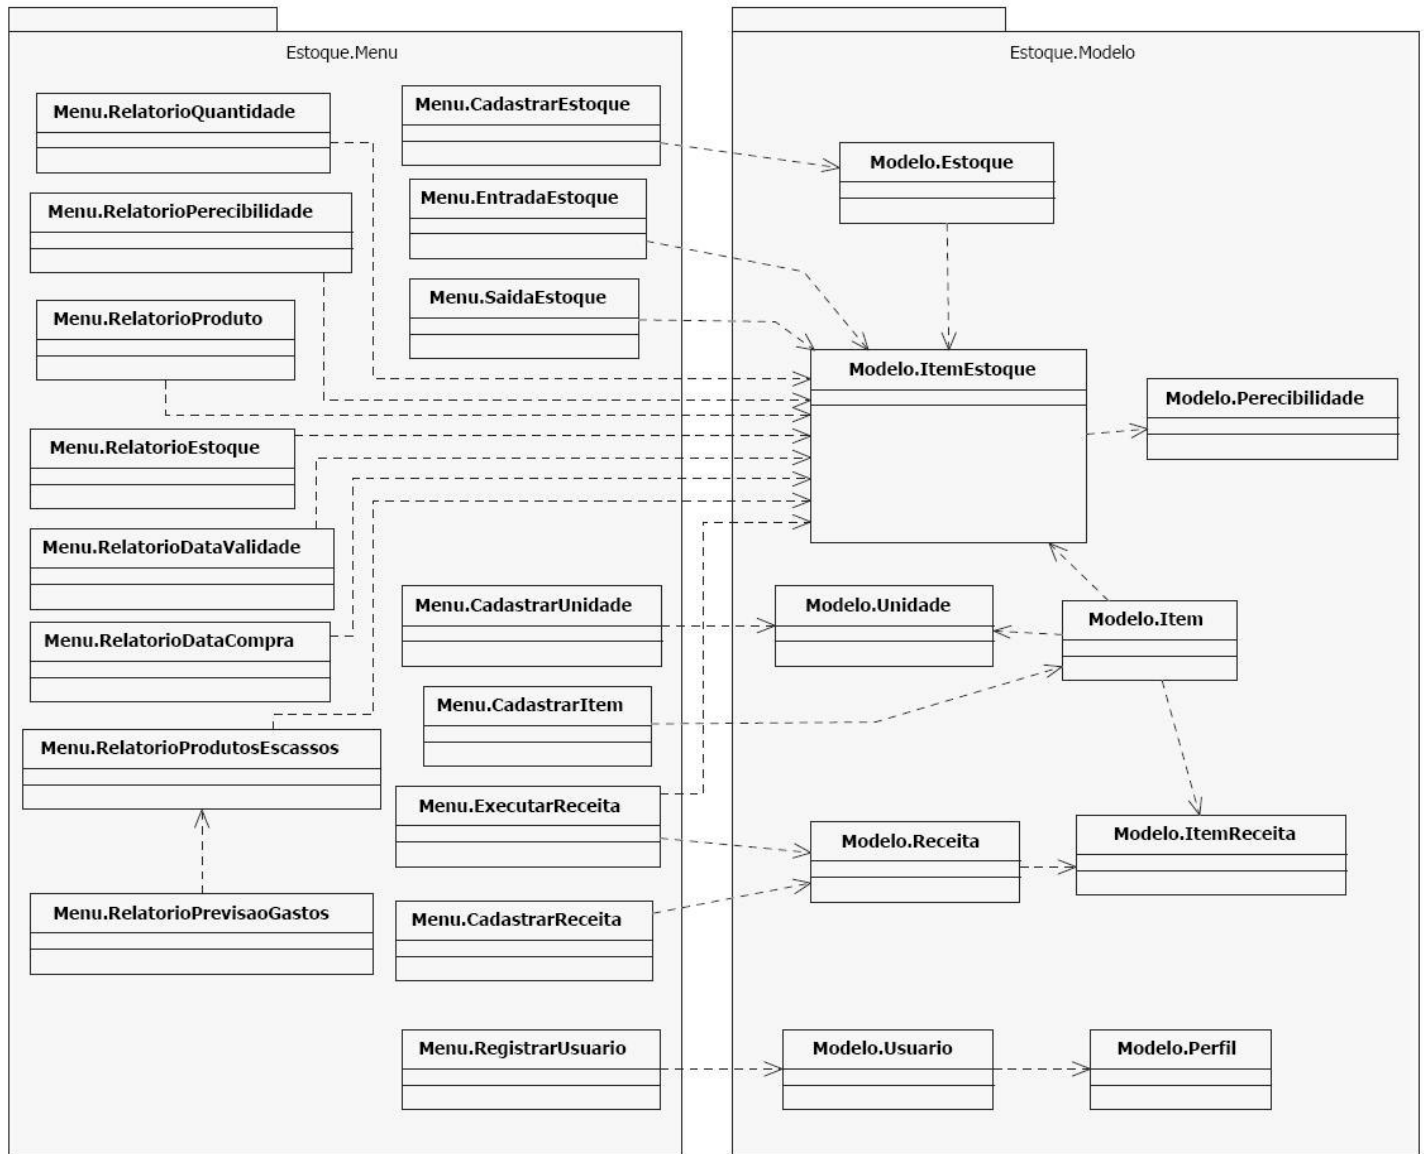 Estoque.Menu
Menu.RelatorioQuantidade
Menu.RelatorioPerecibilidade
Menu.RelatorioProduto
Menu.RelatorioEstoque
Menu.RelatorioDataValidade
Menu.RelatorioDataCompra
Menu.RelatorioProdutosEscassos
Menu.RelatorioPrevisaoGastos
Menu.CadastrarEstoque
Menu.EntradaEstoque
Menu.SaidaEstoque
Menu.CadastrarUnidade
Menu.CadastrarItem
Menu.ExecutarReceita
Menu.CadastrarReceita
Menu.RegistrarUsuario
Estoque.Modelo
Modelo.Estoque
Modelo.ItemEstoque
Modelo.Perecibilidade
Modelo.Unidade
Modelo.Item
Modelo.Receita
Modelo.ItemReceita
Modelo.Usuario
Modelo.Perfil